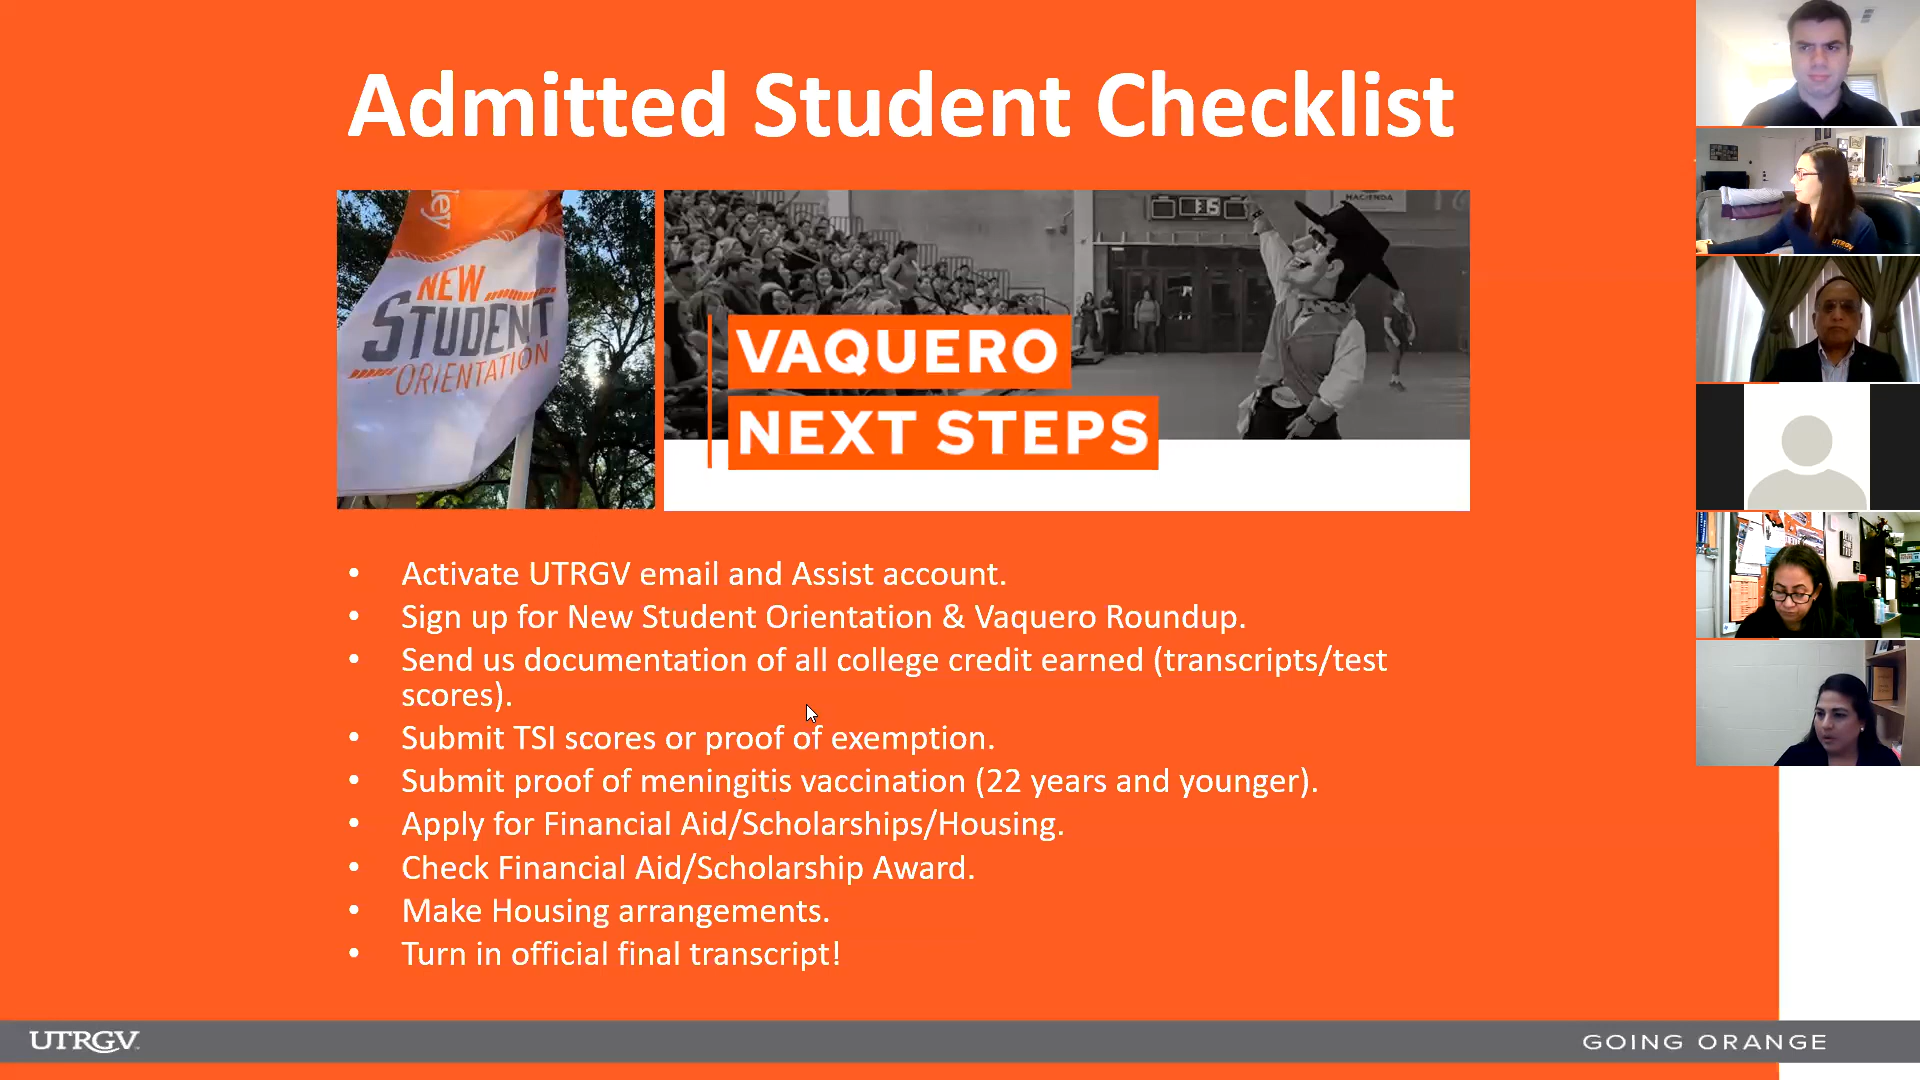 Admitted Student Checklist
ley
NEW
STUDENT
ORIENTATION
HACIENDA
VAQUERO
NEXT STEPS
• Activate UTRGV email and Assist account.
• Sign up for New Student Orientation & Vaquero Roundup.
• Send us documentation of all college credit earned (transcripts/test
scores).
• Submit TSI scores or proof of exemption.
• Submit proof of meningitis vaccination (22 years and younger).
• Apply for Financial Aid/Scholarships/Housing.
• Check Financial Aid/Scholarship Award.
• Make Housing arrangements.
• Turn in official final transcript!
UTRGV
UTRGV
GOING ORANGE